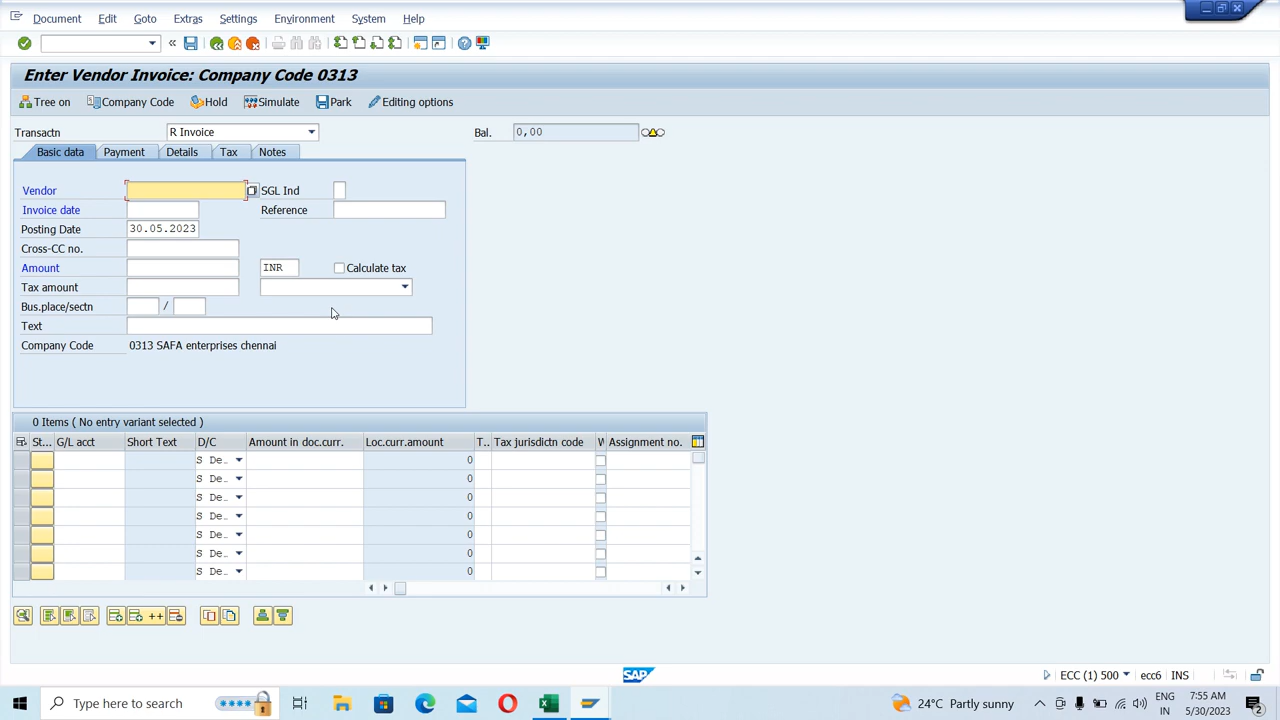 Document Edit Goto Extras Settings Environment System Help
Enter Vendor Invoice: Company Code 0313
Tree on Company Code Hold Simulate Park Editing options
Transactn R Invoice Bal. 0,00
Basic data Payment Details Tax Notes
Vendor SGL Ind
Invoice date Reference
Posting Date 30.05.2023
Cross-CC no.
Amount INR Calculate tax
Tax amount
Bus.place/sectn /
Text
Company Code 0313 SAFA enterprises chennai
0 Items ( No entry variant selected )
St... G/L acct Short Text D/C Amount in doc.curr. Loc.curr.amount T.. Tax jurisdictn code W Assignment no.
S De… 0
S De… 0
S De… 0
S De… 0
S De… 0
S De… 0
S De… 0
SAP ECC (1) 500 ecc6 INS
Type here to search 24°C Partly sunny ENG 7:55 AM
IN 5/30/2023 2